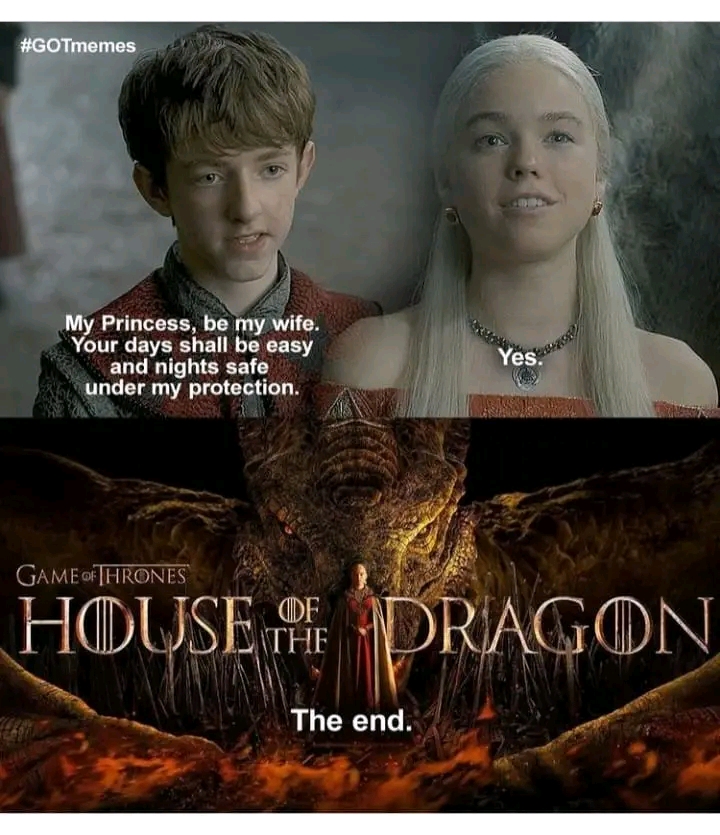 #GOTmemes
My Princess, be my wife.
Your days shall be easy
and nights safe
under my protection.
Yes.
GAME OF THRONES
HOUSE OF THE DRAGON
The end.